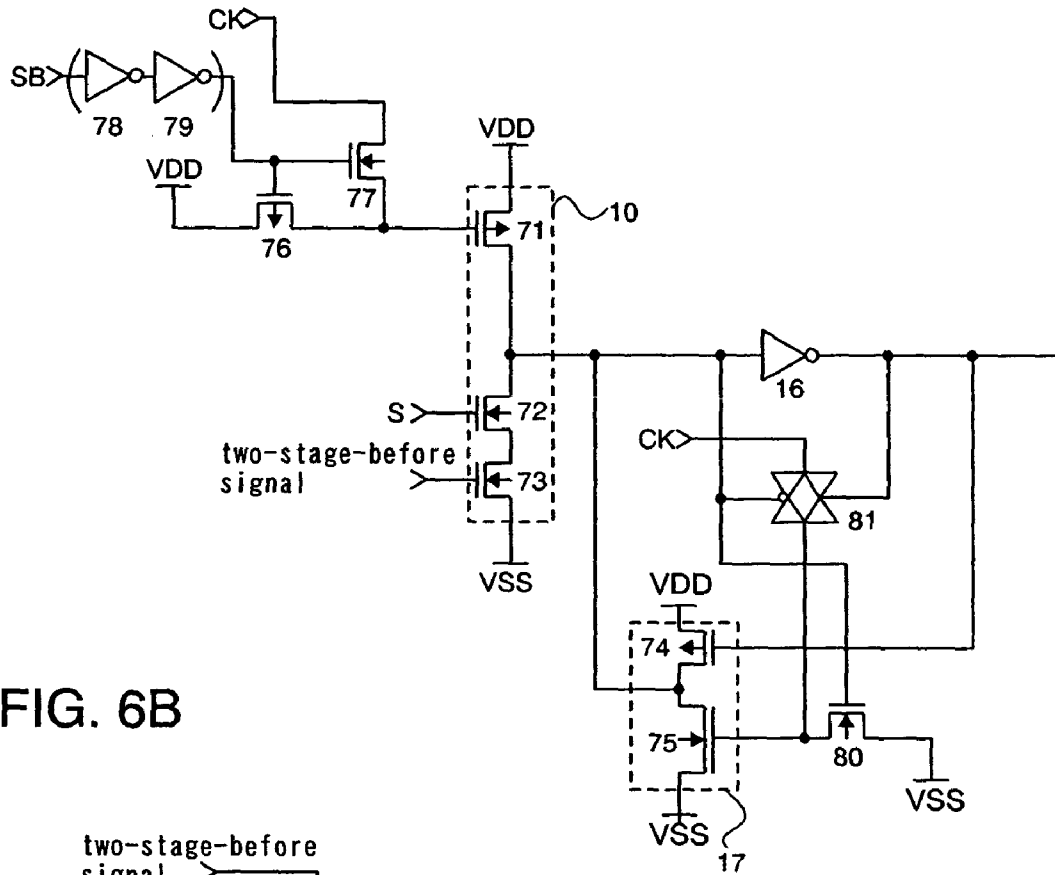 CK
SB
78 79
VDD
77
76
VDD
10
71
S
72
two-stage-before
signal
73
VSS
16
CK
81
VDD
74
75
80
VSS
VSS
17
FIG. 6B
two-stage-before
signal